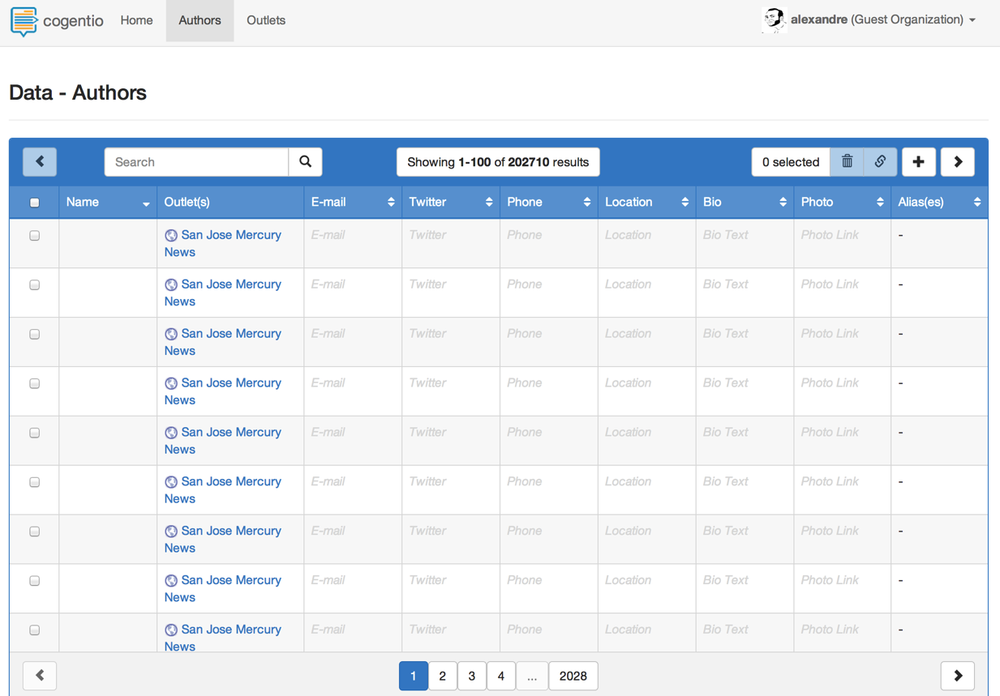 cogentio Home Authors Outlets alexandre (Guest Organization)
Data - Authors
Search Showing 1-100 of 202710 results 0 selected
Name Outlet(s) E-mail Twitter Phone Location Bio Photo Alias(es)
San Jose Mercury E-mail Twitter Phone Location Bio Text Photo Link -
News
San Jose Mercury E-mail Twitter Phone Location Bio Text Photo Link -
News
San Jose Mercury E-mail Twitter Phone Location Bio Text Photo Link -
News
San Jose Mercury E-mail Twitter Phone Location Bio Text Photo Link -
News
San Jose Mercury E-mail Twitter Phone Location Bio Text Photo Link -
News
San Jose Mercury E-mail Twitter Phone Location Bio Text Photo Link -
News
San Jose Mercury E-mail Twitter Phone Location Bio Text Photo Link -
News
San Jose Mercury E-mail Twitter Phone Location Bio Text Photo Link -
News
San Jose Mercury E-mail Twitter Phone Location Bio Text Photo Link -
News
1 2 3 4 ... 2028